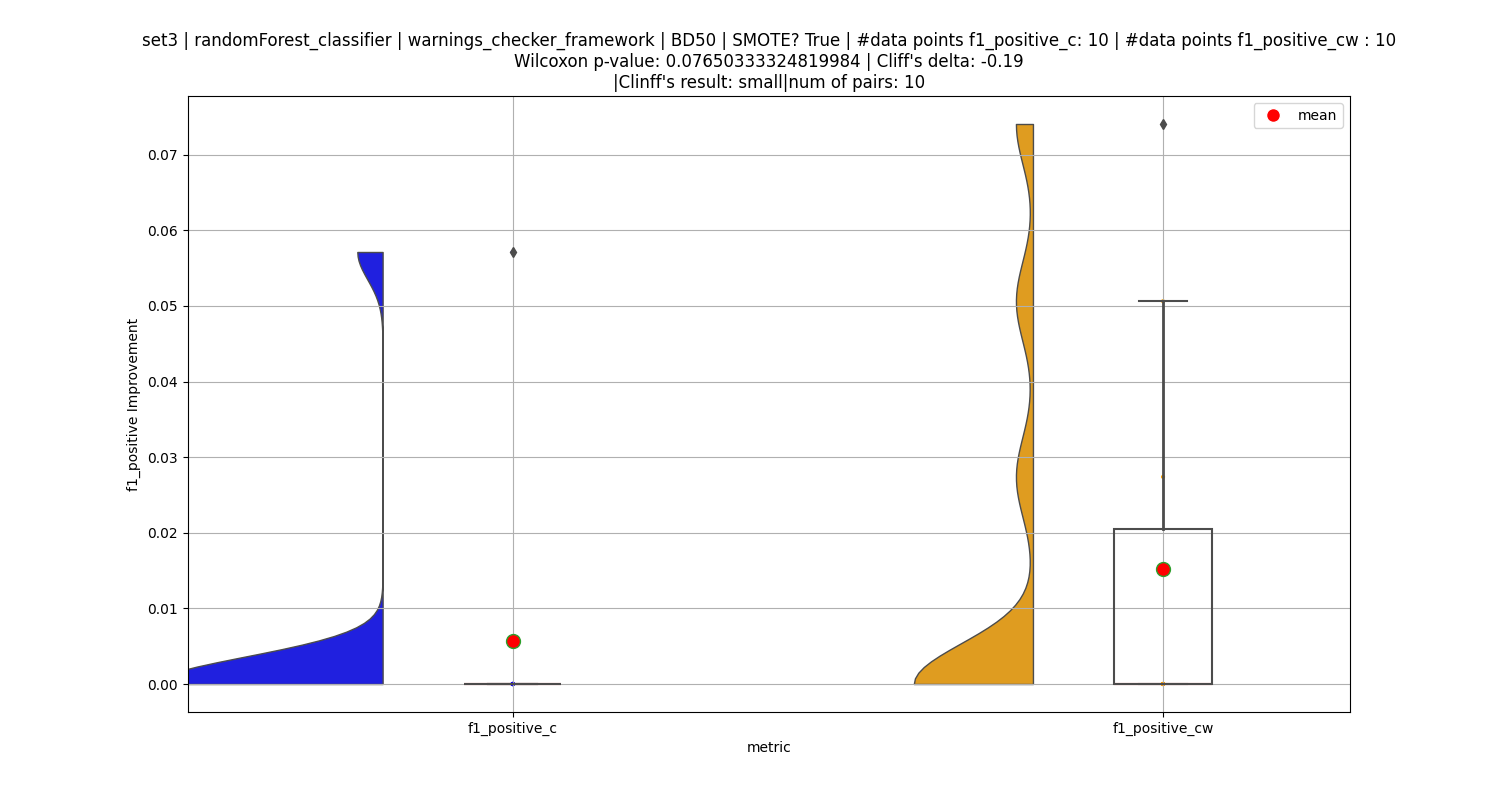 set3 | randomForest_classifier | warnings_checker_framework | BD50 | SMOTE? True | #data points f1_positive_c: 10 | #data points f1_positive_cw : 10
Wilcoxon p-value: 0.07650333324819984 | Cliff's delta: -0.19
|Clinff's result: small|num of pairs: 10
mean
0.07
0.06
0.05
0.04
0.03
0.02
0.01
0.00
f1_positive Improvement
f1_positive_c
f1_positive_cw
metric